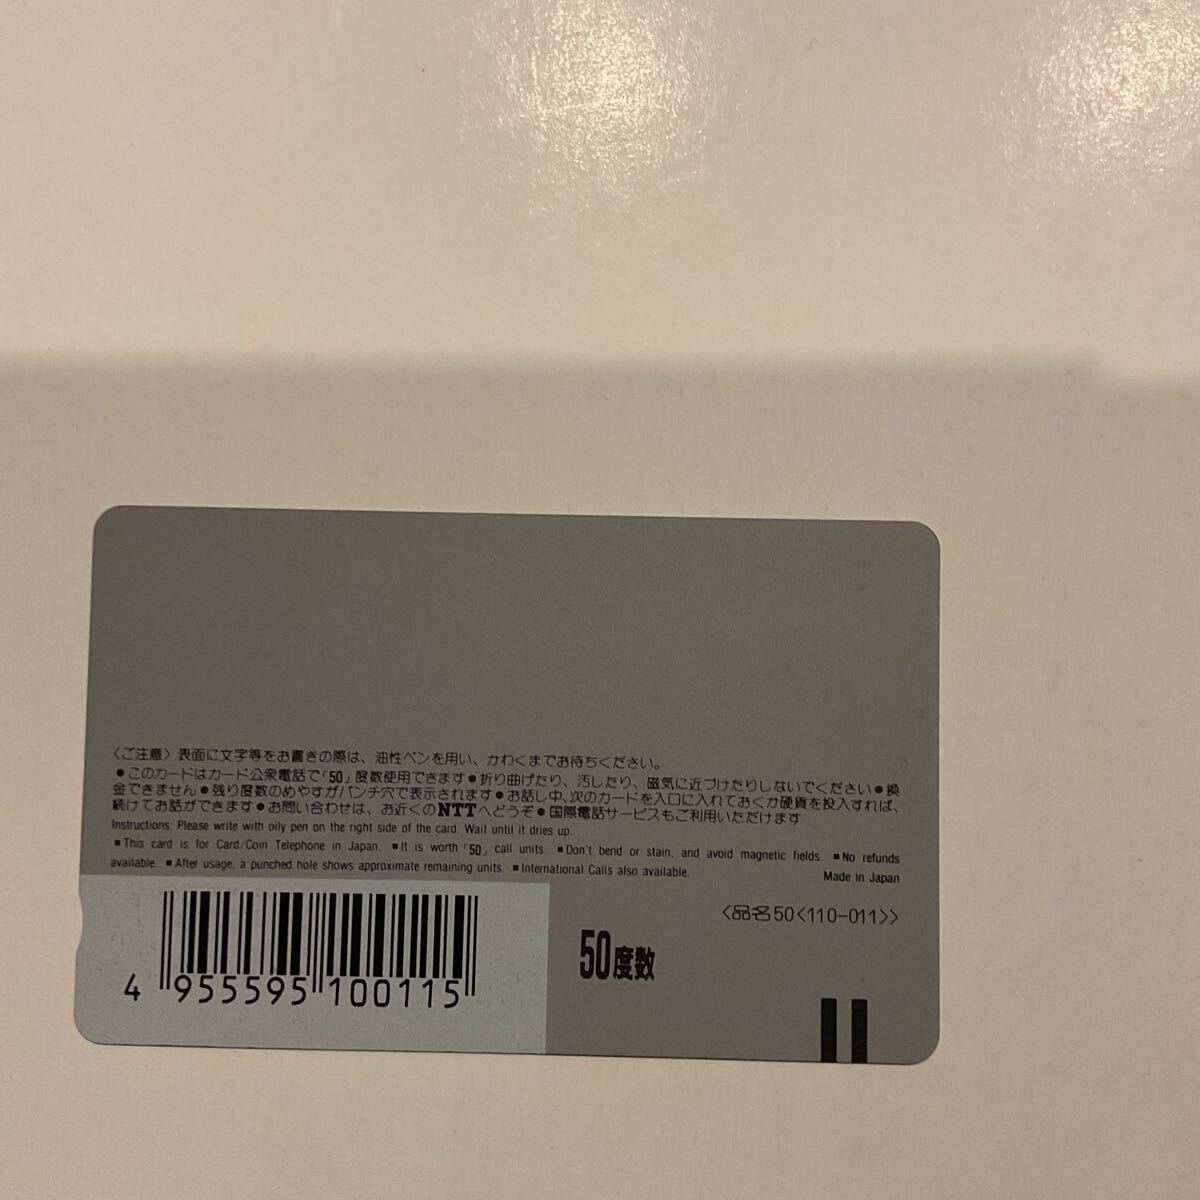 〈ご注意〉表面に文字等をお書きの際は、油性ペンを用い、かわくまでお待ちください。
●このカードはカード公衆電話で「50」度数使用できます●折り曲げたり、汚したり、磁気に近づけたりしないでください●換
金できません●残り度数のめやすがパンチ穴で表示されます●お話し中、次のカードを入口に入れておくか硬貨を投入すれば、
続けてお話ができます●お問い合わせは、お近くのNTTへどうぞ●国際電話サービスもご利用いただけます
Instructions: Please write with oily pen on the right side of the card. Wait until it dries up.
■This card is for Card/Coin Telephone in Japan. ■It is worth「50」call units. ■Don't bend or stain, and avoid magnetic fields. ■No refunds
available. ■After usage, a punched hole shows approximate remaining units. ■International Calls also available.
Made in Japan
〈品名50〈110-011〉〉
50度数
4 955595 100115